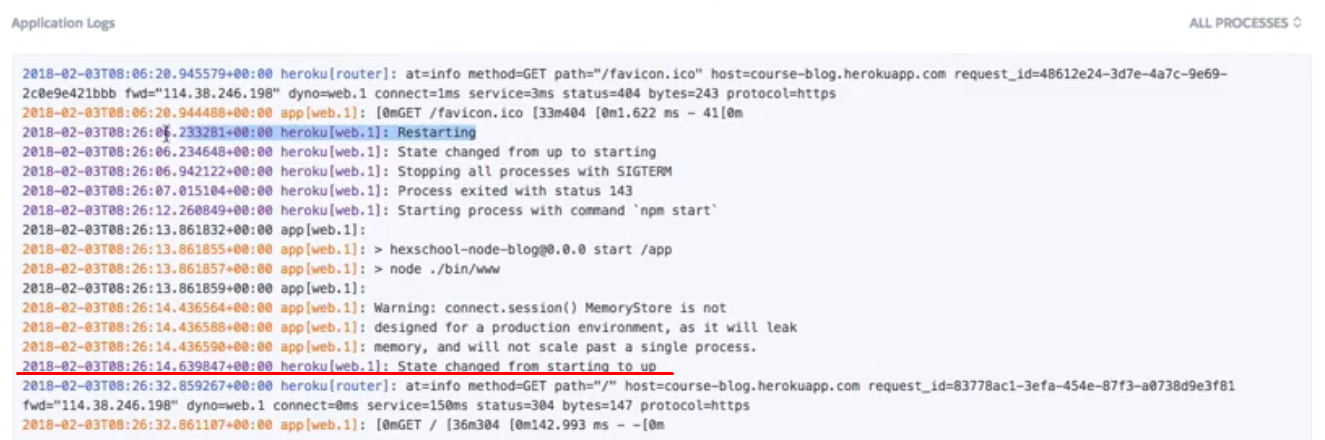 Application Logs
ALL PROCESSES
2018-02-03T08:06:20.945579+00:00 heroku[router]: at=info method=GET path="/favicon.ico" host=course-blog.herokuapp.com request_id=48612e24-3d7e-4a7c-9e69-
2c0e9e421bbb fwd="114.38.246.198" dyno=web.1 connect=1ms service=3ms status=404 bytes=243 protocol=https
2018-02-03T08:06:20.944488+00:00 app[web.1]: [0mGET /favicon.ico [33m404 [0m1.622 ms - 41[0m
2018-02-03T08:26:06.233281+00:00 heroku[web.1]: Restarting
2018-02-03T08:26:06.234648+00:00 heroku[web.1]: State changed from up to starting
2018-02-03T08:26:06.942122+00:00 heroku[web.1]: Stopping all processes with SIGTERM
2018-02-03T08:26:07.015104+00:00 heroku[web.1]: Process exited with status 143
2018-02-03T08:26:12.260849+00:00 heroku[web.1]: Starting process with command `npm start`
2018-02-03T08:26:13.861832+00:00 app[web.1]:
2018-02-03T08:26:13.861855+00:00 app[web.1]: > hexschool-node-blog@0.0.0 start /app
2018-02-03T08:26:13.861857+00:00 app[web.1]: > node ./bin/www
2018-02-03T08:26:13.861859+00:00 app[web.1]:
2018-02-03T08:26:14.436564+00:00 app[web.1]: Warning: connect.session() MemoryStore is not
2018-02-03T08:26:14.436588+00:00 app[web.1]: designed for a production environment, as it will leak
2018-02-03T08:26:14.436590+00:00 app[web.1]: memory, and will not scale past a single process.
2018-02-03T08:26:14.639847+00:00 heroku[web.1]: State changed from starting to up
2018-02-03T08:26:32.859267+00:00 heroku[router]: at=info method=GET path="/" host=course-blog.herokuapp.com request_id=83778ac1-3efa-454e-87f3-a0738d9e3f81
fwd="114.38.246.198" dyno=web.1 connect=0ms service=150ms status=304 bytes=147 protocol=https
2018-02-03T08:26:32.861107+00:00 app[web.1]: [0mGET / [36m304 [0m142.993 ms - -[0m